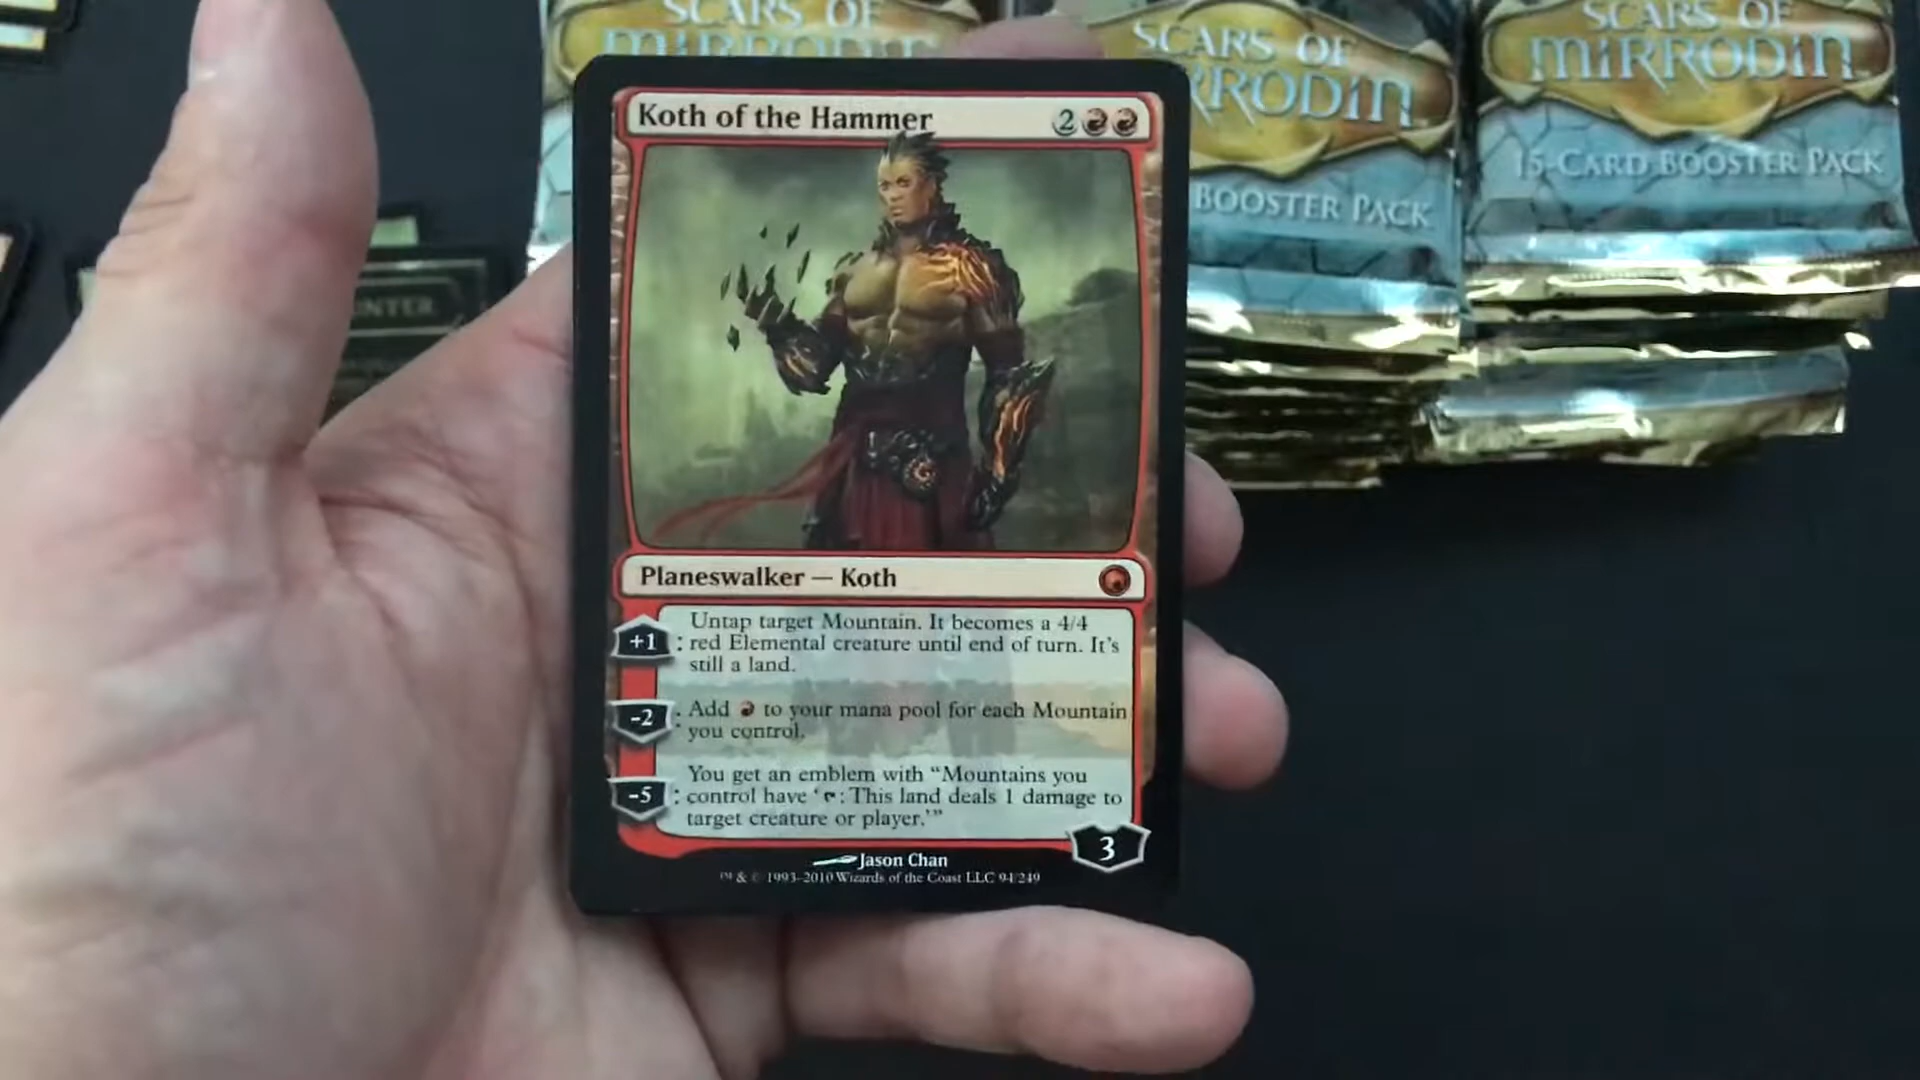 SCARS OF
MIRRODIN
SCARS OF
RRODIN
BOOSTER PACK
SCARS OF
MIRRODIN
15-CARD BOOSTER PACK
Koth of the Hammer
2
Planeswalker — Koth
+1 : Untap target Mountain. It becomes a 4/4
red Elemental creature until end of turn. It's
still a land.
-2 : Add to your mana pool for each Mountain
you control.
-5 : You get an emblem with “Mountains you
control have ‘ : This land deals 1 damage to
target creature or player.’”
3
Jason Chan
™ & © 1993–2010 Wizards of the Coast LLC 94/249